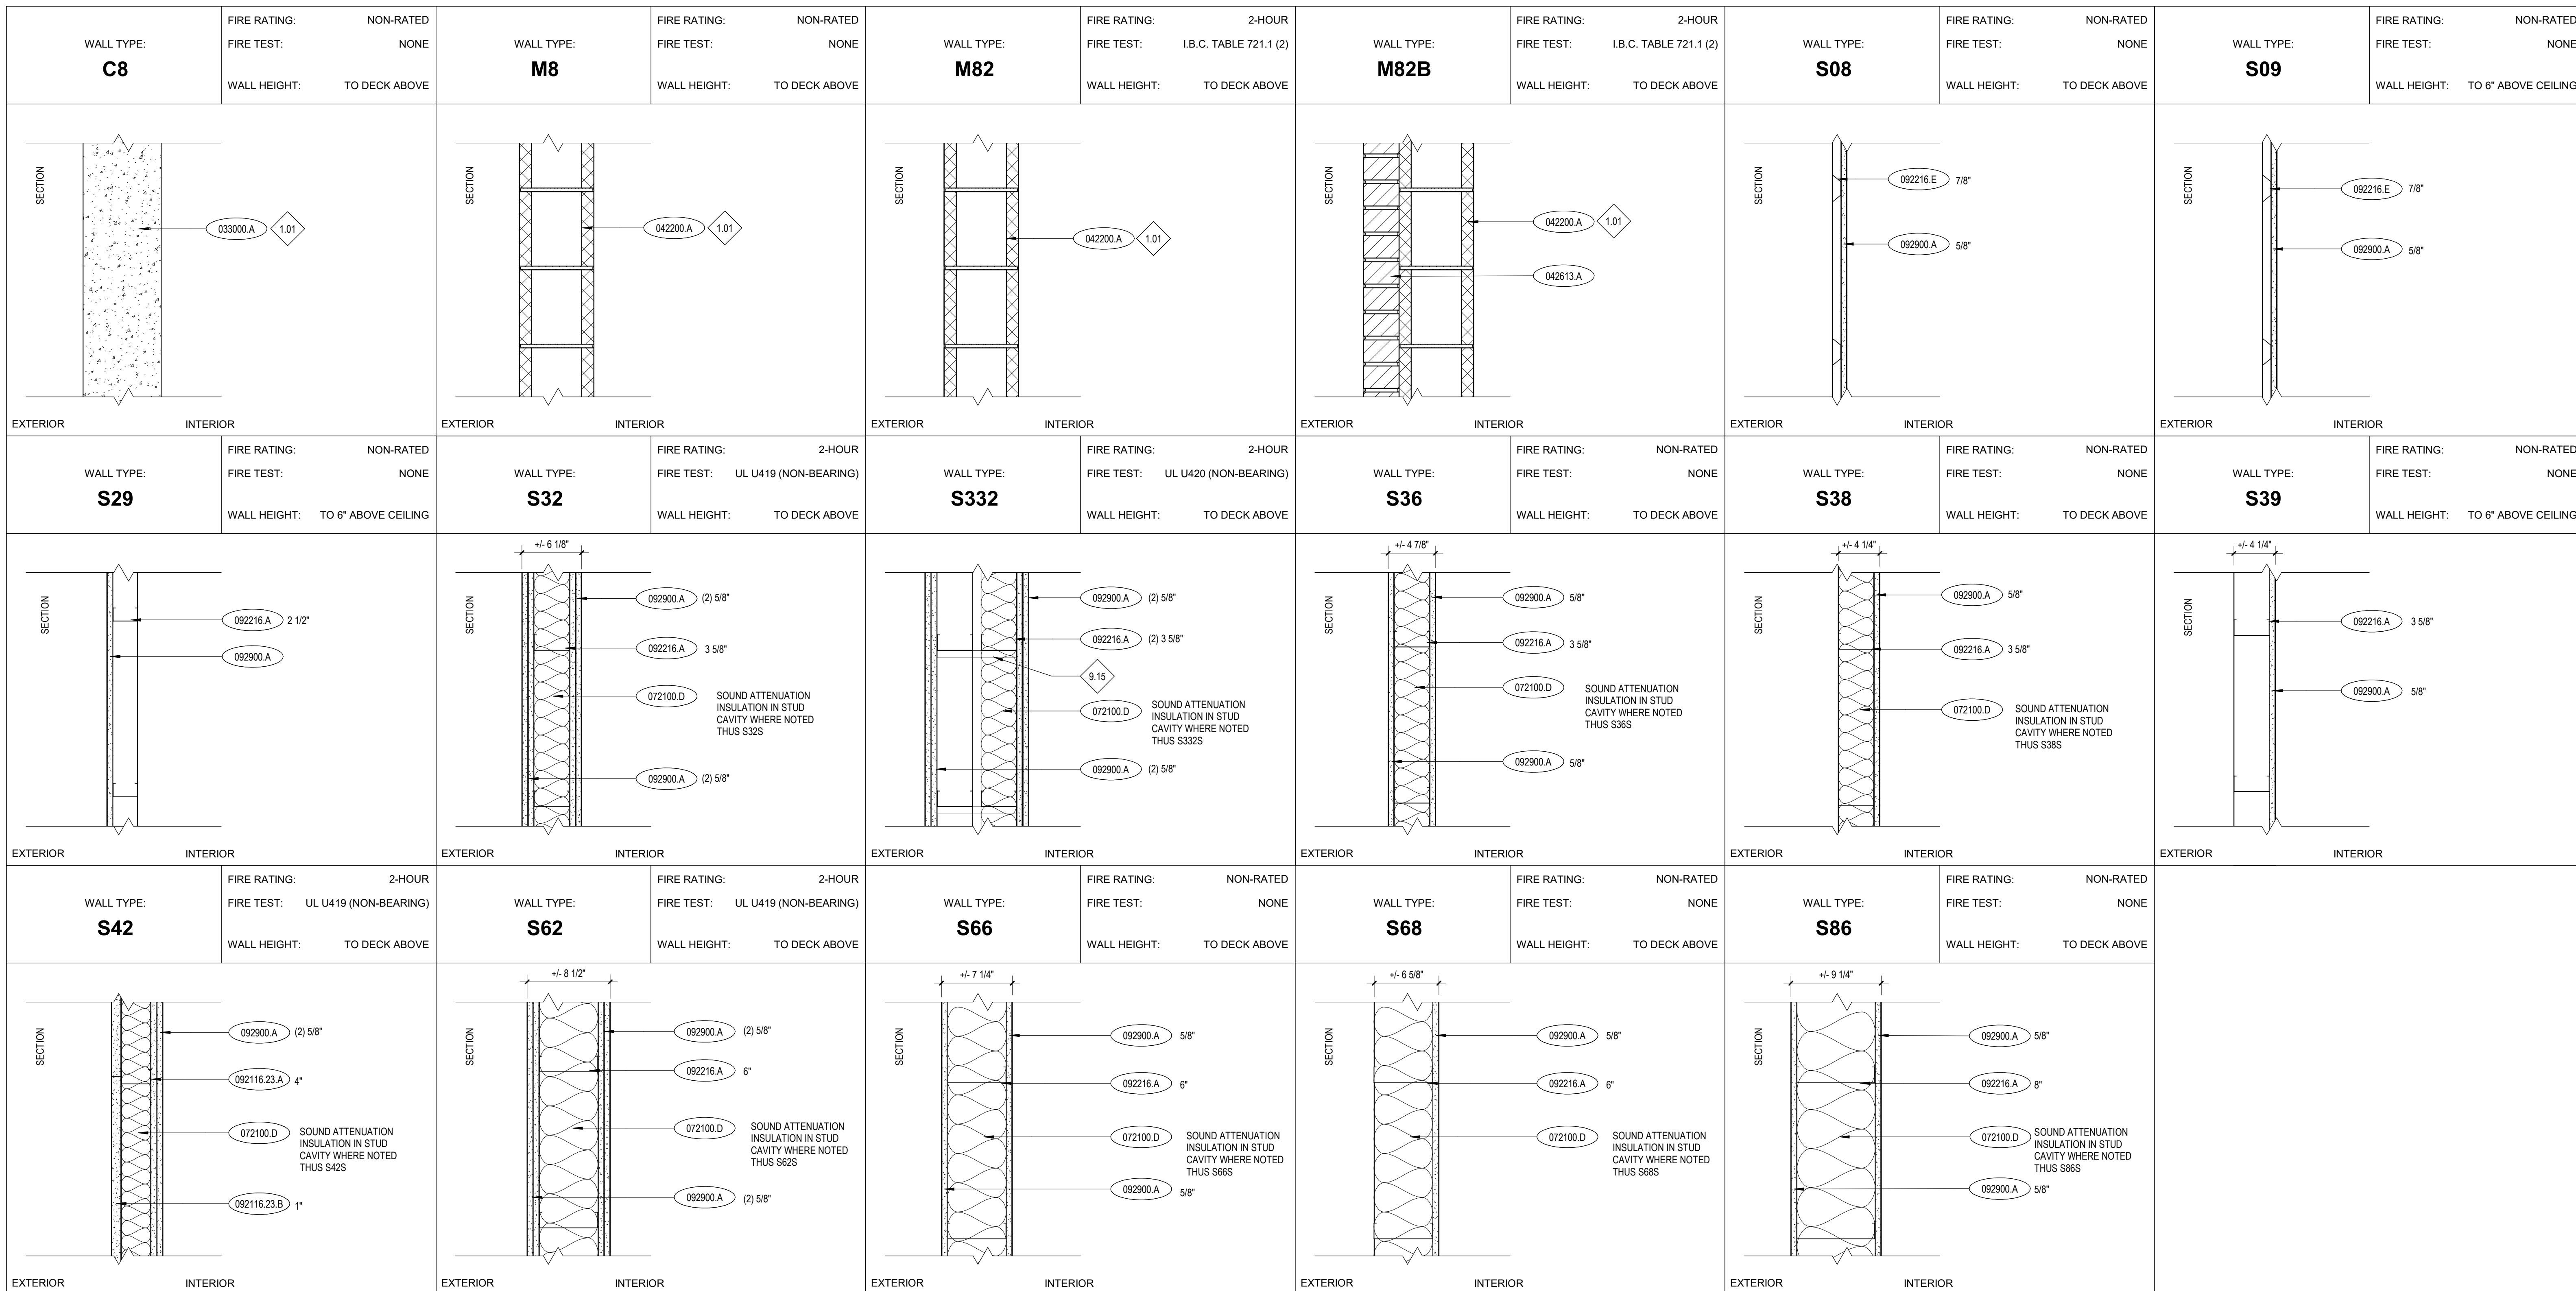 WALL TYPE:
C8
FIRE RATING: NON-RATED
FIRE TEST: NONE
WALL HEIGHT: TO DECK ABOVE
SECTION
033000.A 1.01
EXTERIOR INTERIOR
WALL TYPE:
M8
FIRE RATING: NON-RATED
FIRE TEST: NONE
WALL HEIGHT: TO DECK ABOVE
SECTION
042200.A 1.01
EXTERIOR INTERIOR
WALL TYPE:
M82
FIRE RATING: 2-HOUR
FIRE TEST: I.B.C. TABLE 721.1 (2)
WALL HEIGHT: TO DECK ABOVE
SECTION
042200.A 1.01
EXTERIOR INTERIOR
WALL TYPE:
M82B
FIRE RATING: 2-HOUR
FIRE TEST: I.B.C. TABLE 721.1 (2)
WALL HEIGHT: TO DECK ABOVE
SECTION
042200.A 1.01
042613.A
EXTERIOR INTERIOR
WALL TYPE:
S08
FIRE RATING: NON-RATED
FIRE TEST: NONE
WALL HEIGHT: TO DECK ABOVE
SECTION
092216.E 7/8"
092900.A 5/8"
EXTERIOR INTERIOR
WALL TYPE:
S09
FIRE RATING: NON-RATED
FIRE TEST: NONE
WALL HEIGHT: TO 6" ABOVE CEILING
SECTION
092216.E 7/8"
092900.A 5/8"
EXTERIOR INTERIOR
WALL TYPE:
S29
FIRE RATING: NON-RATED
FIRE TEST: NONE
WALL HEIGHT: TO 6" ABOVE CEILING
SECTION
092216.A 2 1/2"
092900.A
EXTERIOR INTERIOR
WALL TYPE:
S32
FIRE RATING: 2-HOUR
FIRE TEST: UL U419 (NON-BEARING)
WALL HEIGHT: TO DECK ABOVE
+/- 6 1/8"
SECTION
092900.A (2) 5/8"
092216.A 3 5/8"
072100.D SOUND ATTENUATION
INSULATION IN STUD
CAVITY WHERE NOTED
THUS S32S
092900.A (2) 5/8"
EXTERIOR INTERIOR
WALL TYPE:
S332
FIRE RATING: 2-HOUR
FIRE TEST: UL U420 (NON-BEARING)
WALL HEIGHT: TO DECK ABOVE
SECTION
092900.A (2) 5/8"
092216.A (2) 3 5/8"
9.15
072100.D SOUND ATTENUATION
INSULATION IN STUD
CAVITY WHERE NOTED
THUS S332S
092900.A (2) 5/8"
EXTERIOR INTERIOR
WALL TYPE:
S36
FIRE RATING: NON-RATED
FIRE TEST: NONE
WALL HEIGHT: TO DECK ABOVE
+/- 4 7/8"
SECTION
092900.A 5/8"
092216.A 3 5/8"
072100.D SOUND ATTENUATION
INSULATION IN STUD
CAVITY WHERE NOTED
THUS S36S
092900.A 5/8"
EXTERIOR INTERIOR
WALL TYPE:
S38
FIRE RATING: NON-RATED
FIRE TEST: NONE
WALL HEIGHT: TO DECK ABOVE
+/- 4 1/4"
SECTION
092900.A 5/8"
092216.A 3 5/8"
072100.D SOUND ATTENUATION
INSULATION IN STUD
CAVITY WHERE NOTED
THUS S38S
EXTERIOR INTERIOR
WALL TYPE:
S39
FIRE RATING: NON-RATED
FIRE TEST: NONE
WALL HEIGHT: TO 6" ABOVE CEILING
+/- 4 1/4"
SECTION
092216.A 3 5/8"
092900.A 5/8"
EXTERIOR INTERIOR
WALL TYPE:
S42
FIRE RATING: 2-HOUR
FIRE TEST: UL U419 (NON-BEARING)
WALL HEIGHT: TO DECK ABOVE
SECTION
092900.A (2) 5/8"
092116.23.A 4"
072100.D SOUND ATTENUATION
INSULATION IN STUD
CAVITY WHERE NOTED
THUS S42S
092116.23.B 1"
EXTERIOR INTERIOR
WALL TYPE:
S62
FIRE RATING: 2-HOUR
FIRE TEST: UL U419 (NON-BEARING)
WALL HEIGHT: TO DECK ABOVE
+/- 8 1/2"
SECTION
092900.A (2) 5/8"
092216.A 6"
072100.D SOUND ATTENUATION
INSULATION IN STUD
CAVITY WHERE NOTED
THUS S62S
092900.A (2) 5/8"
EXTERIOR INTERIOR
WALL TYPE:
S66
FIRE RATING: NON-RATED
FIRE TEST: NONE
WALL HEIGHT: TO DECK ABOVE
+/- 7 1/4"
SECTION
092900.A 5/8"
092216.A 6"
072100.D SOUND ATTENUATION
INSULATION IN STUD
CAVITY WHERE NOTED
THUS S66S
092900.A 5/8"
EXTERIOR INTERIOR
WALL TYPE:
S68
FIRE RATING: NON-RATED
FIRE TEST: NONE
WALL HEIGHT: TO DECK ABOVE
+/- 6 5/8"
SECTION
092900.A 5/8"
092216.A 6"
072100.D SOUND ATTENUATION
INSULATION IN STUD
CAVITY WHERE NOTED
THUS S68S
EXTERIOR INTERIOR
WALL TYPE:
S86
FIRE RATING: NON-RATED
FIRE TEST: NONE
WALL HEIGHT: TO DECK ABOVE
+/- 9 1/4"
SECTION
092900.A 5/8"
092216.A 8"
072100.D SOUND ATTENUATION
INSULATION IN STUD
CAVITY WHERE NOTED
THUS S86S
092900.A 5/8"
EXTERIOR INTERIOR